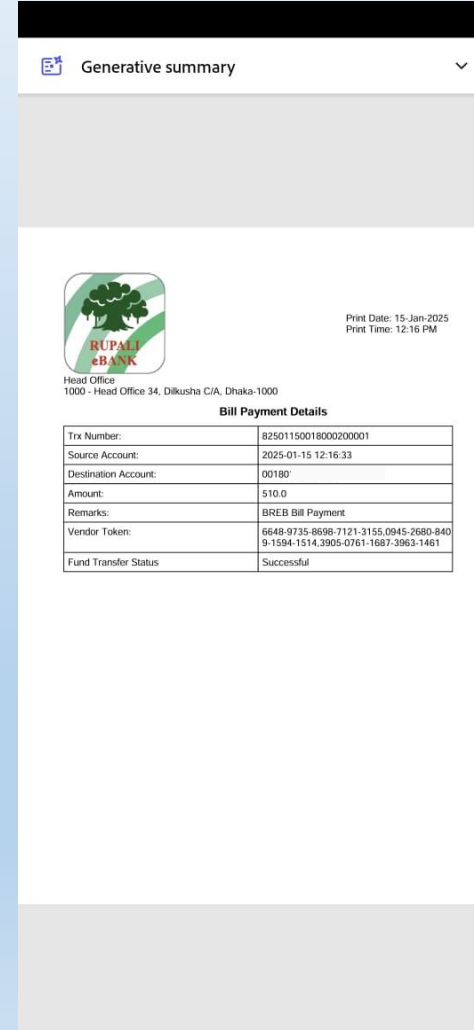 Generative summary
RUPALI
eBANK
Print Date: 15-Jan-2025
Print Time: 12:16 PM
Head Office
1000 - Head Office 34, Dilkusha C/A, Dhaka-1000
Bill Payment Details
Trx Number: 82501150018000200001
Source Account: 2025-01-15 12:16:33
Destination Account: 00180'
Amount: 510.0
Remarks: BREB Bill Payment
Vendor Token: 6648-9735-8698-7121-3155,0945-2680-840
9-1594-1514,3905-0761-1687-3963-1461
Fund Transfer Status Successful